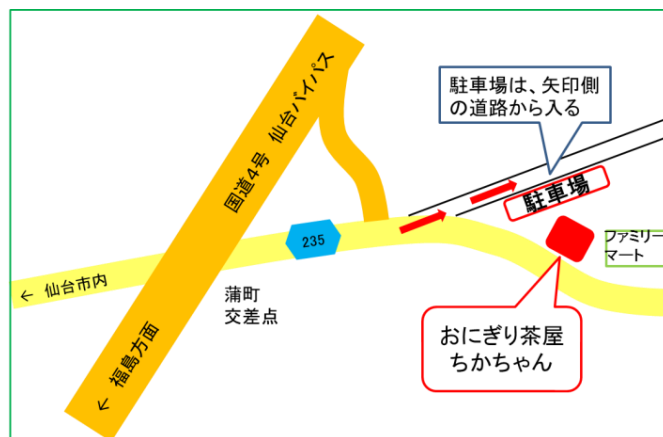 駐車場は、矢印側
の道路から入る
国道4号 仙台バイパス
駐車場
235
ファミリー
マート
← 仙台市内
蒲町
交差点
おにぎり茶屋
ちかちゃん
← 福島方面